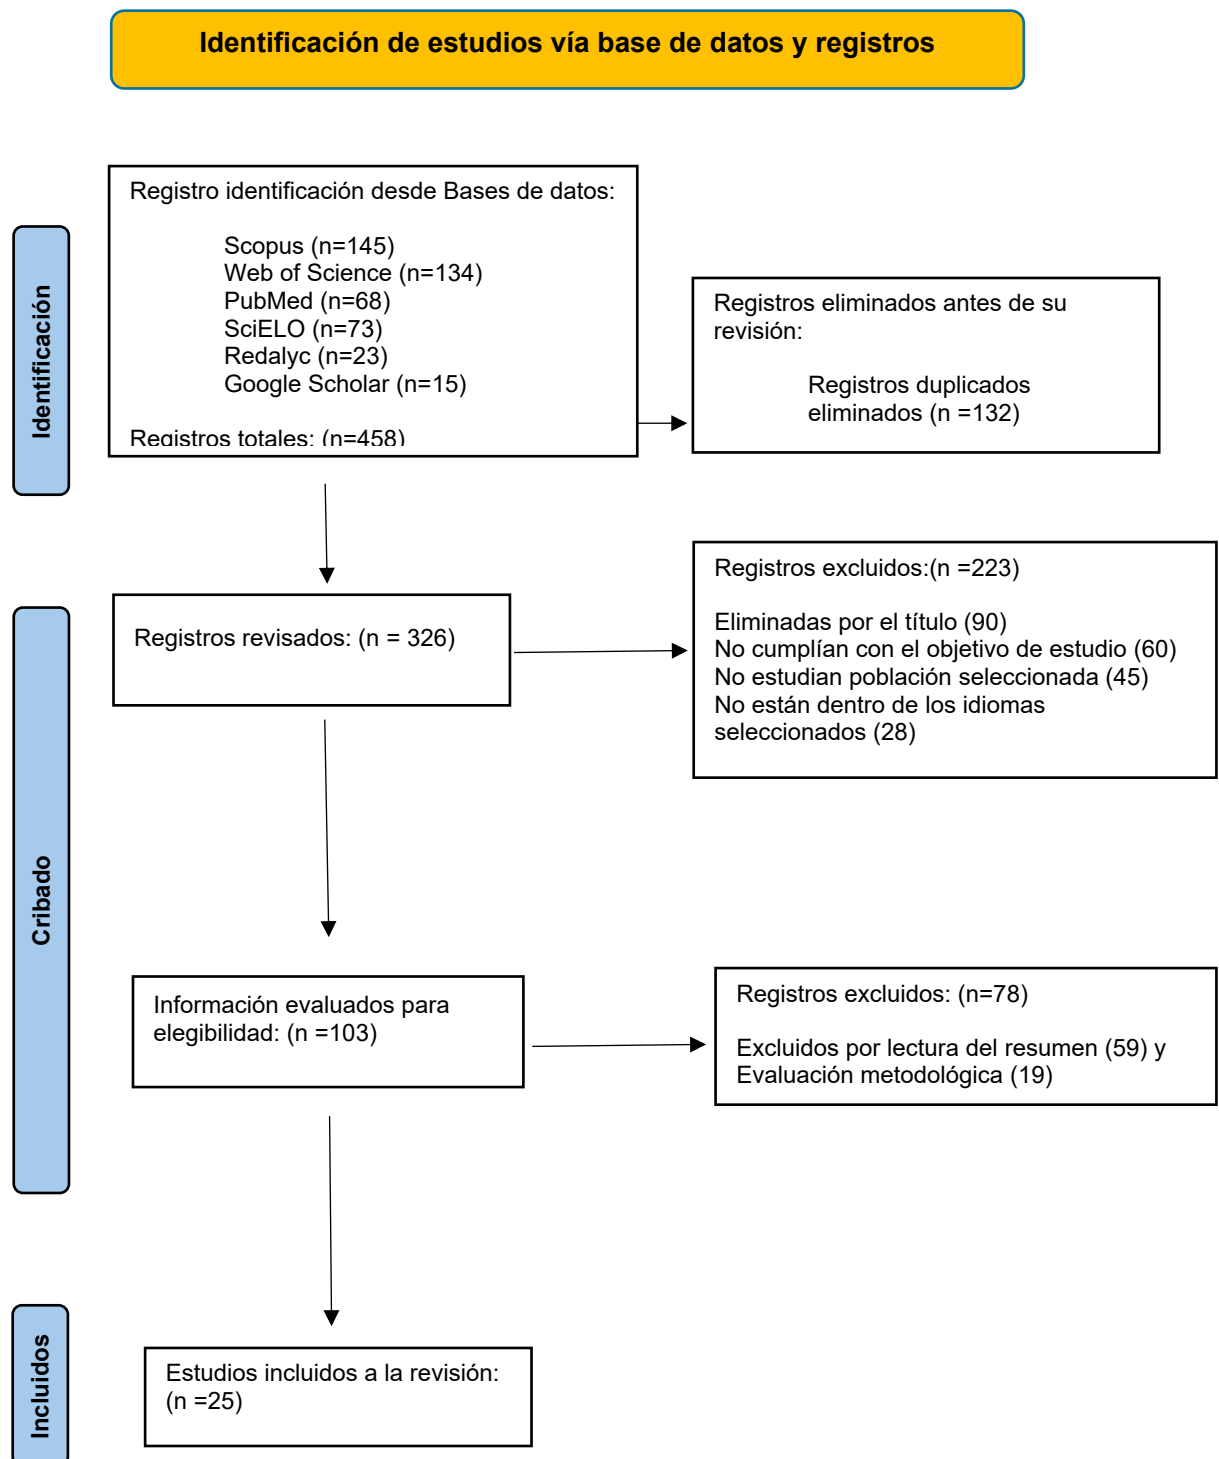 Identificación de estudios vía base de datos y registros
Identificación
Registro identificación desde Bases de datos:
Scopus (n=145)
Web of Science (n=134)
PubMed (n=68)
SciELO (n=73)
Redalyc (n=23)
Google Scholar (n=15)
Registros totales: (n=458)
Registros eliminados antes de su
revisión:
Registros duplicados
eliminados (n =132)
Cribado
Registros revisados: (n = 326)
Registros excluidos:(n =223)
Eliminadas por el título (90)
No cumplían con el objetivo de estudio (60)
No estudian población seleccionada (45)
No están dentro de los idiomas
seleccionados (28)
Información evaluados para
elegibilidad: (n =103)
Registros excluidos: (n=78)
Excluidos por lectura del resumen (59) y
Evaluación metodológica (19)
Incluidos
Estudios incluidos a la revisión:
(n =25)